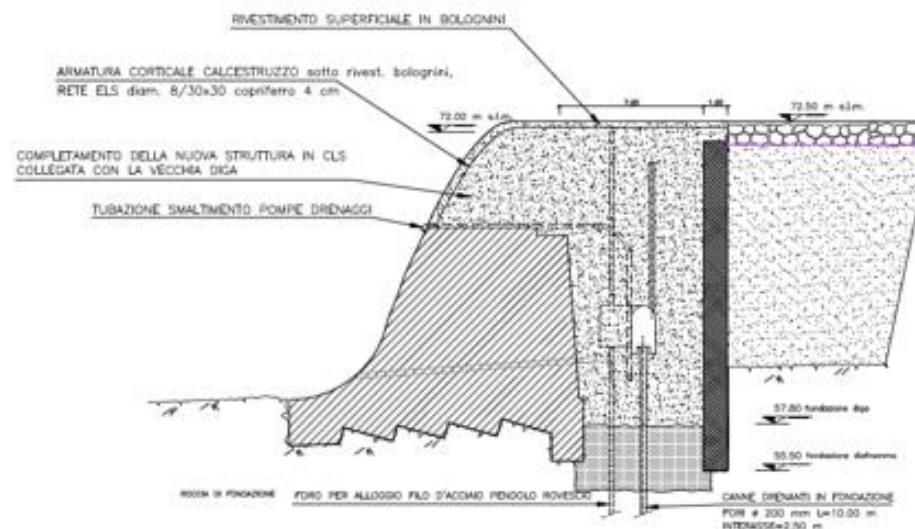 RIVESTIMENTO SUPERFICIALE IN BOLOGNINI
ARMATURA CORTICALE CALCESTRUZZO sotto rivest. bolognini,
RETE ELS diam. 8/30x30 copriferro 4 cm
72.00 m s.l.m.
72.50 m s.l.m.
COMPLETAMENTO DELLA NUOVA STRUTTURA IN CLS
COLLEGATA CON LA VECCHIA DIGA
TUBAZIONE SMALTIMENTO POMPE DRENAGGI
57.00 fondazione diga
fondazione diaframma
ROCCIA DI FONDAZIONE
FORO PER ALLOGGIO FILO D'ACCIAIO PENDOLO ROVESCIO
CANNE DRENANTI IN FONDAZIONE
FORI ø 200 mm L=10.00 m
INTERASSE=2.50 m